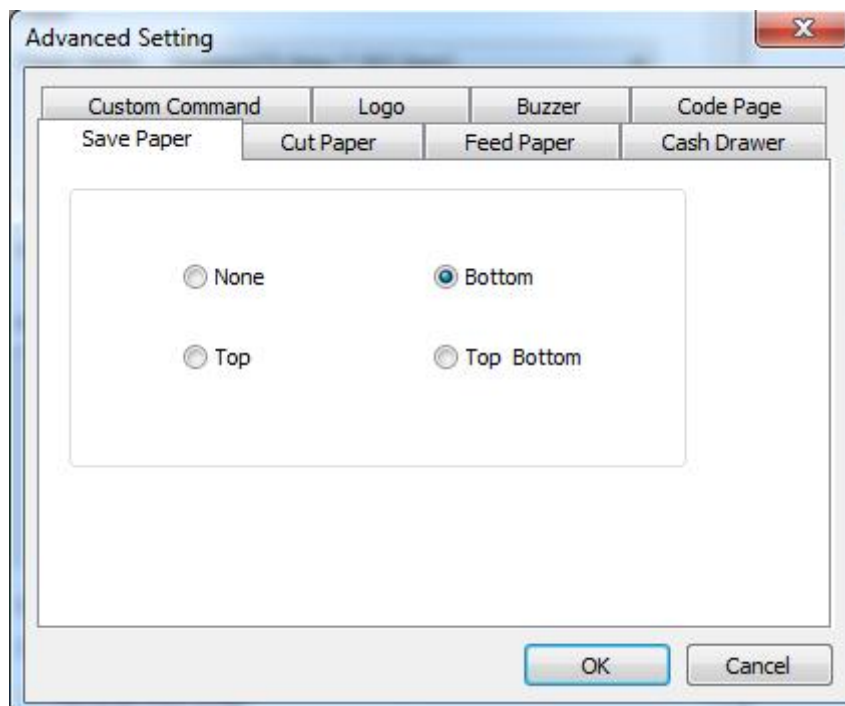 Advanced Setting
Custom Command Logo Buzzer Code Page
Save Paper Cut Paper Feed Paper Cash Drawer
None Bottom
Top Top Bottom
OK Cancel